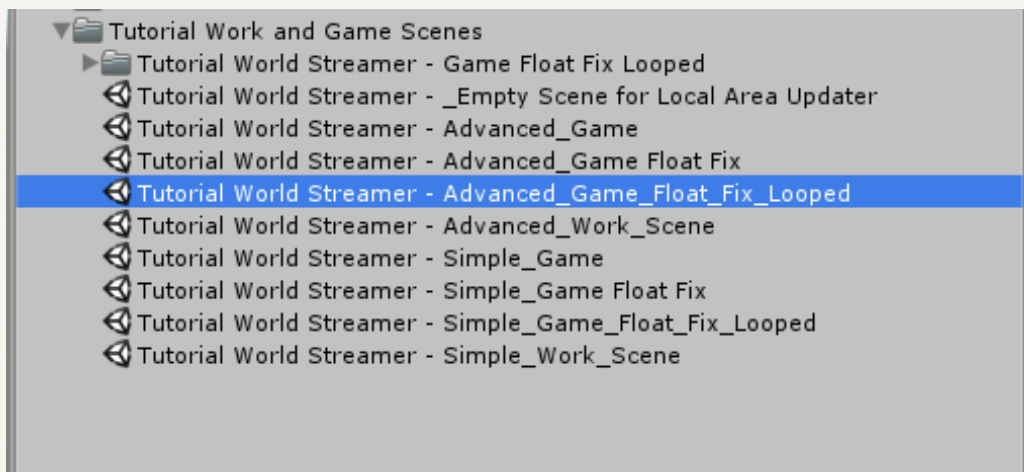 Tutorial Work and Game Scenes
Tutorial World Streamer - Game Float Fix Looped
Tutorial World Streamer - _Empty Scene for Local Area Updater
Tutorial World Streamer - Advanced_Game
Tutorial World Streamer - Advanced_Game Float Fix
Tutorial World Streamer - Advanced_Game_Float_Fix_Looped
Tutorial World Streamer - Advanced_Work_Scene
Tutorial World Streamer - Simple_Game
Tutorial World Streamer - Simple_Game Float Fix
Tutorial World Streamer - Simple_Game_Float_Fix_Looped
Tutorial World Streamer - Simple_Work_Scene